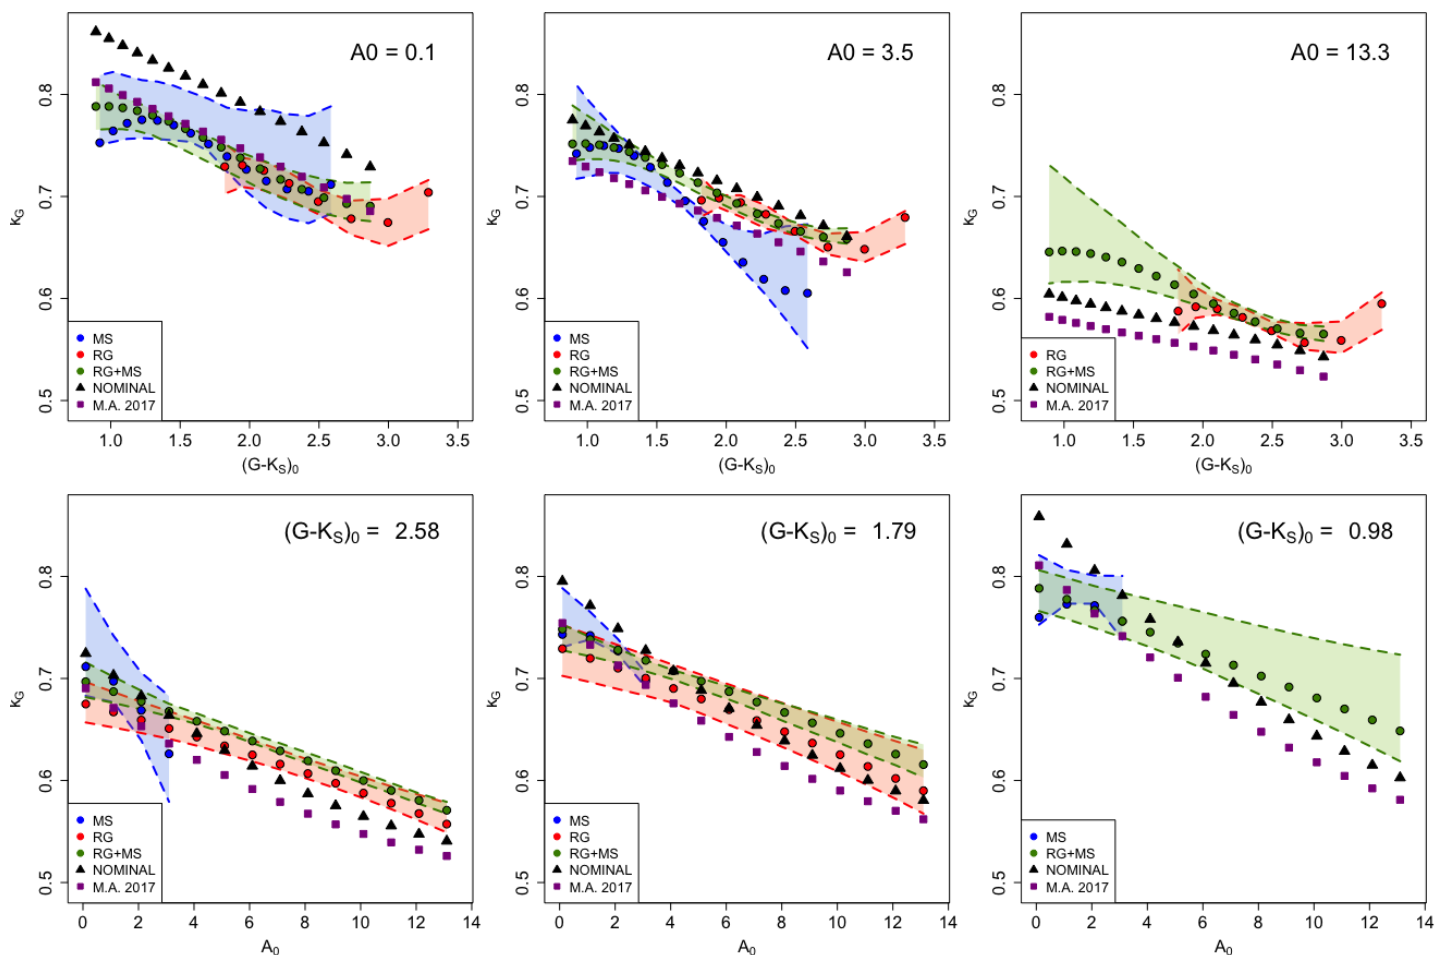 A0 = 0.1
K_G
0.8
0.7
0.6
0.5
MS
RG
RG+MS
NOMINAL
M.A. 2017
1.0 1.5 2.0 2.5 3.0 3.5
(G-K_S)_0
A0 = 3.5
K_G
0.8
0.7
0.6
0.5
MS
RG
RG+MS
NOMINAL
M.A. 2017
1.0 1.5 2.0 2.5 3.0 3.5
(G-K_S)_0
A0 = 13.3
K_G
0.8
0.7
0.6
0.5
RG
RG+MS
NOMINAL
M.A. 2017
1.0 1.5 2.0 2.5 3.0 3.5
(G-K_S)_0
(G-K_S)_0 = 2.58
K_G
0.8
0.7
0.6
0.5
MS
RG
RG+MS
NOMINAL
M.A. 2017
0 2 4 6 8 10 12 14
A_0
(G-K_S)_0 = 1.79
K_G
0.8
0.7
0.6
0.5
MS
RG
RG+MS
NOMINAL
M.A. 2017
0 2 4 6 8 10 12 14
A_0
(G-K_S)_0 = 0.98
K_G
0.8
0.7
0.6
0.5
MS
RG+MS
NOMINAL
M.A. 2017
0 2 4 6 8 10 12 14
A_0